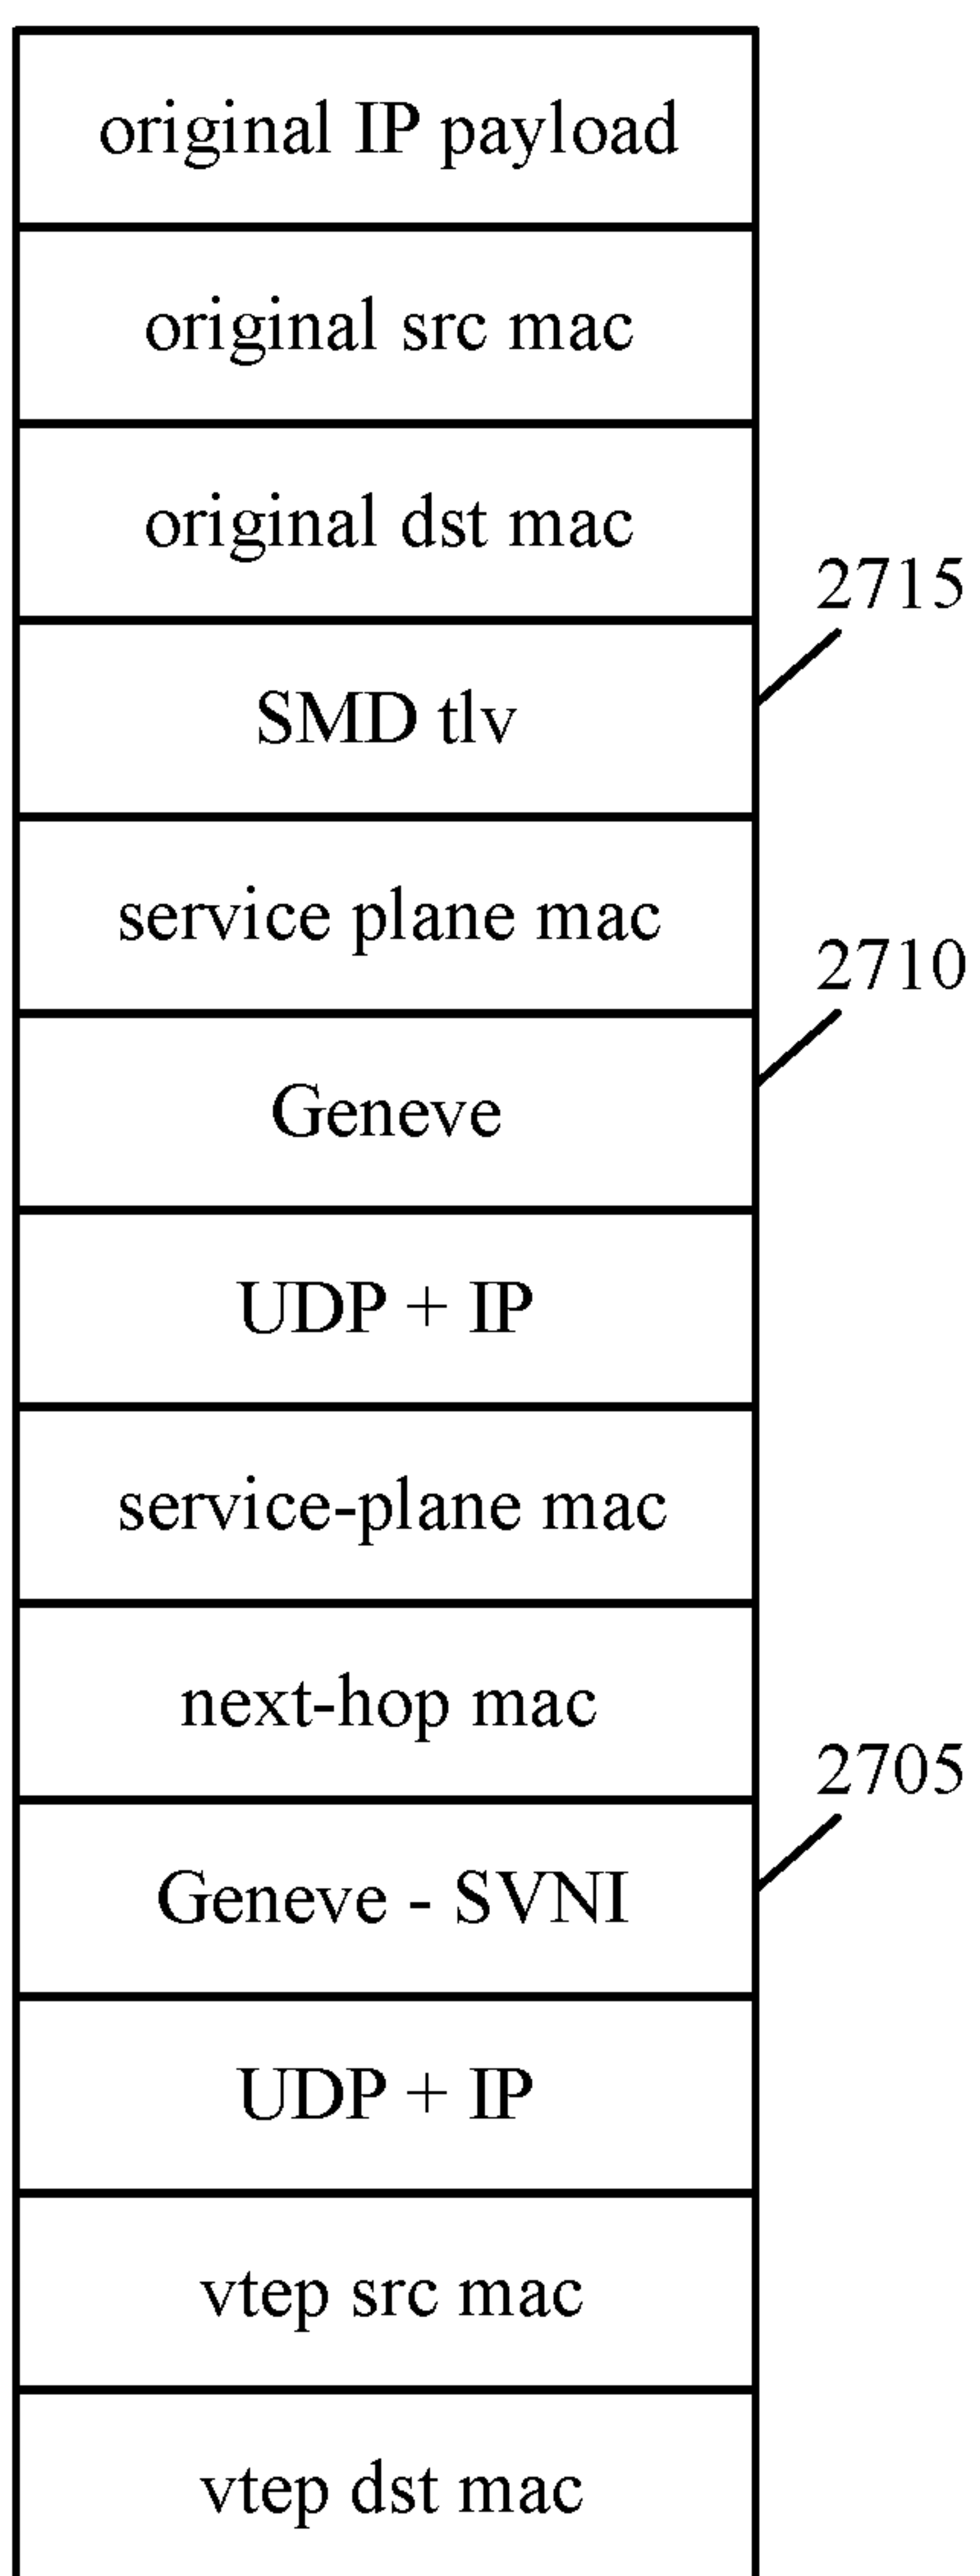 original IP payload
original src mac
original dst mac
2715
SMD tlv
service plane mac
2710
Geneve
UDP + IP
service-plane mac
next-hop mac
2705
Geneve - SVNI
UDP + IP
vtep src mac
vtep dst mac